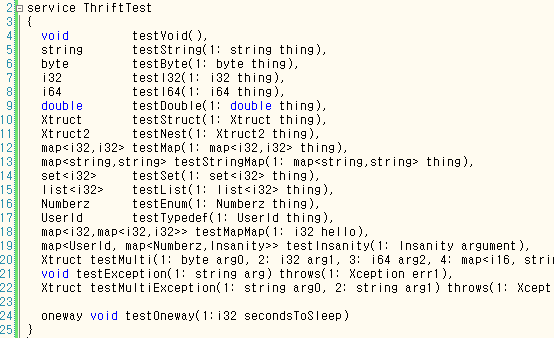 2 service ThriftTest
3 {
4 void testVoid(),
5 string testString(1: string thing),
6 byte testByte(1: byte thing),
7 i32 testI32(1: i32 thing),
8 i64 testI64(1: i64 thing),
9 double testDouble(1: double thing),
10 Xtruct testStruct(1: Xtruct thing),
11 Xtruct2 testNest(1: Xtruct2 thing),
12 map<i32,i32> testMap(1: map<i32,i32> thing),
13 map<string,string> testStringMap(1: map<string,string> thing),
14 set<i32> testSet(1: set<i32> thing),
15 list<i32> testList(1: list<i32> thing),
16 Numberz testEnum(1: Numberz thing),
17 UserId testTypedef(1: UserId thing),
18 map<i32,map<i32,i32>> testMapMap(1: i32 hello),
19 map<UserId, map<Numberz,Insanity>> testInsanity(1: Insanity argument),
20 Xtruct testMulti(1: byte arg0, 2: i32 arg1, 3: i64 arg2, 4: map<i16, strin
21 void testException(1: string arg) throws(1: Xception err1),
22 Xtruct testMultiException(1: string arg0, 2: string arg1) throws(1: Xcept
23
24 oneway void testOneway(1:i32 secondsToSleep)
25 }